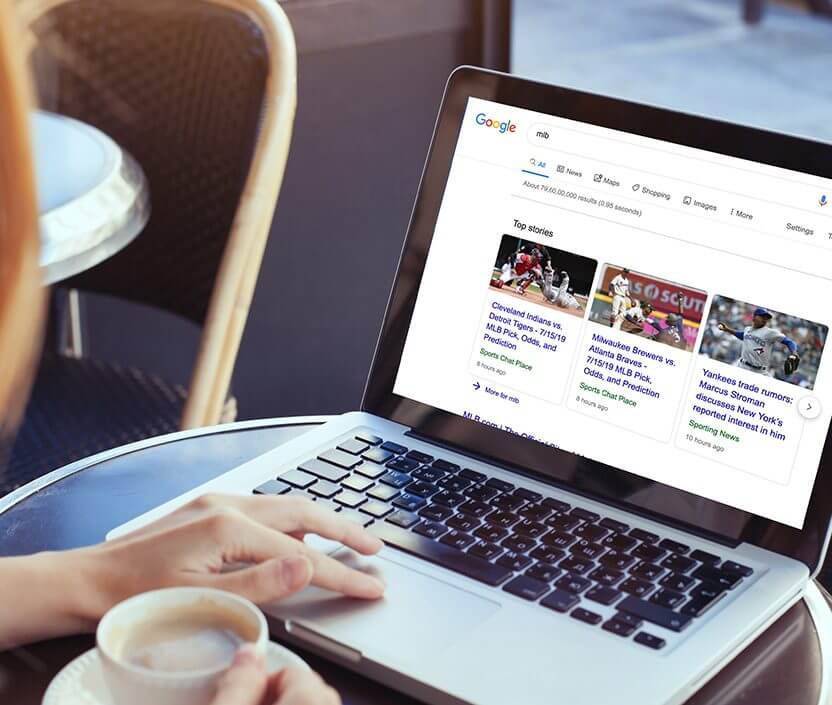 Google
mlb
All News Maps Shopping Images More Settings
About 79,60,00,000 results (0.95 seconds)
Top stories
Cleveland Indians vs.
Detroit Tigers - 7/15/19
MLB Pick, Odds, and
Prediction
Sports Chat Place
8 hours ago
Milwaukee Brewers vs.
Atlanta Braves -
7/15/19 MLB Pick,
Odds, and Prediction
Sports Chat Place
8 hours ago
Yankees trade rumors:
Marcus Stroman
discusses New York's
reported interest in him
Sporting News
10 hours ago
More for mlb
MLB.com | The Official